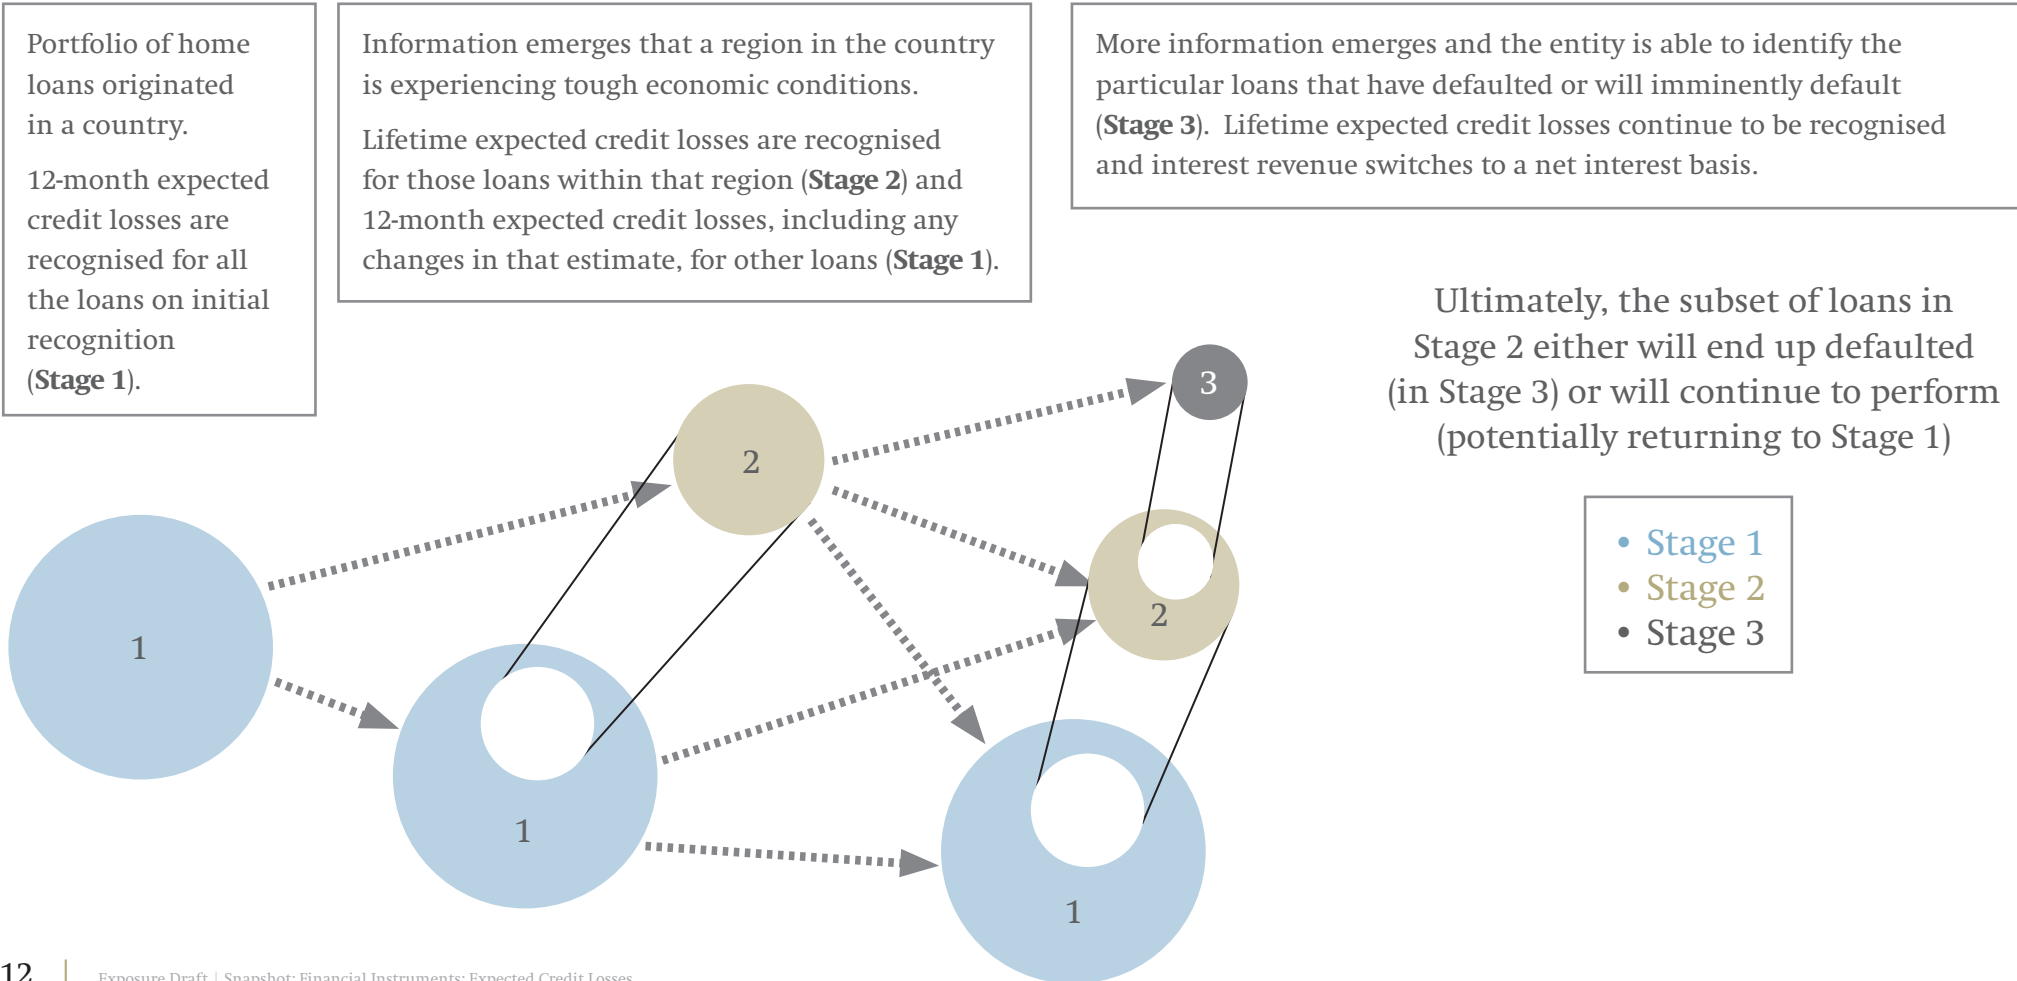 Portfolio of home
loans originated
in a country.
12-month expected
credit losses are
recognised for all
the loans on initial
recognition
(Stage 1).
Information emerges that a region in the country
is experiencing tough economic conditions.
Lifetime expected credit losses are recognised
for those loans within that region (Stage 2) and
12-month expected credit losses, including any
changes in that estimate, for other loans (Stage 1).
More information emerges and the entity is able to identify the
particular loans that have defaulted or will imminently default
(Stage 3).  Lifetime expected credit losses continue to be recognised
and interest revenue switches to a net interest basis.
Ultimately, the subset of loans in
Stage 2 either will end up defaulted
(in Stage 3) or will continue to perform
(potentially returning to Stage 1)
3
2
2
1
1
1
• Stage 1
• Stage 2
• Stage 3
12 | Exposure Draft | Snapshot: Financial Instruments: Expected Credit Losses